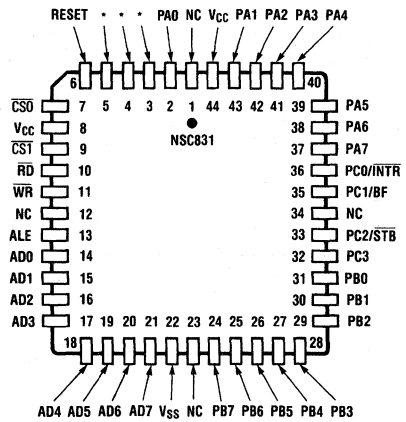 RESET * * * PA0 NC VCC PA1 PA2 PA3 PA4
6 5 4 3 2 1 44 43 42 41 40
CS0 7 39 PA5
NSC831
VCC 8 38 PA6
CS1 9 37 PA7
RD 10 36 PC0/INTR
WR 11 35 PC1/BF
NC 12 34 NC
ALE 13 33 PC2/STB
AD0 14 32 PC3
AD1 15 31 PB0
AD2 16 30 PB1
AD3 17 29 PB2
18 19 20 21 22 23 24 25 26 27 28
AD4 AD5 AD6 AD7 VSS NC PB7 PB6 PB5 PB4 PB3